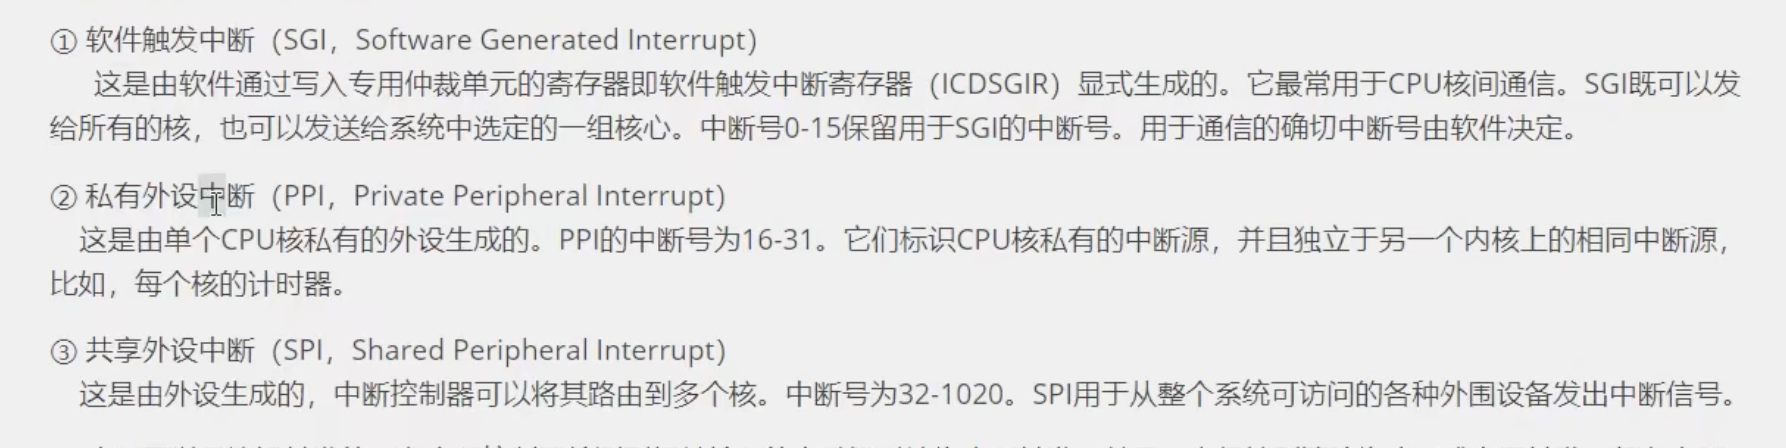 ① 软件触发中断（SGI，Software Generated Interrupt）
这是由软件通过写入专用仲裁单元的寄存器即软件触发中断寄存器（ICDSGIR）显式生成的。它最常用于CPU核间通信。SGI既可以发
给所有的核，也可以发送给系统中选定的一组核心。中断号0-15保留用于SGI的中断号。用于通信的确切中断号由软件决定。
② 私有外设中断（PPI，Private Peripheral Interrupt）
这是由单个CPU核私有的外设生成的。PPI的中断号为16-31。它们标识CPU核私有的中断源，并且独立于另一个内核上的相同中断源，
比如，每个核的计时器。
③ 共享外设中断（SPI，Shared Peripheral Interrupt）
这是由外设生成的，中断控制器可以将其路由到多个核。中断号为32-1020。SPI用于从整个系统可访问的各种外围设备发出中断信号。